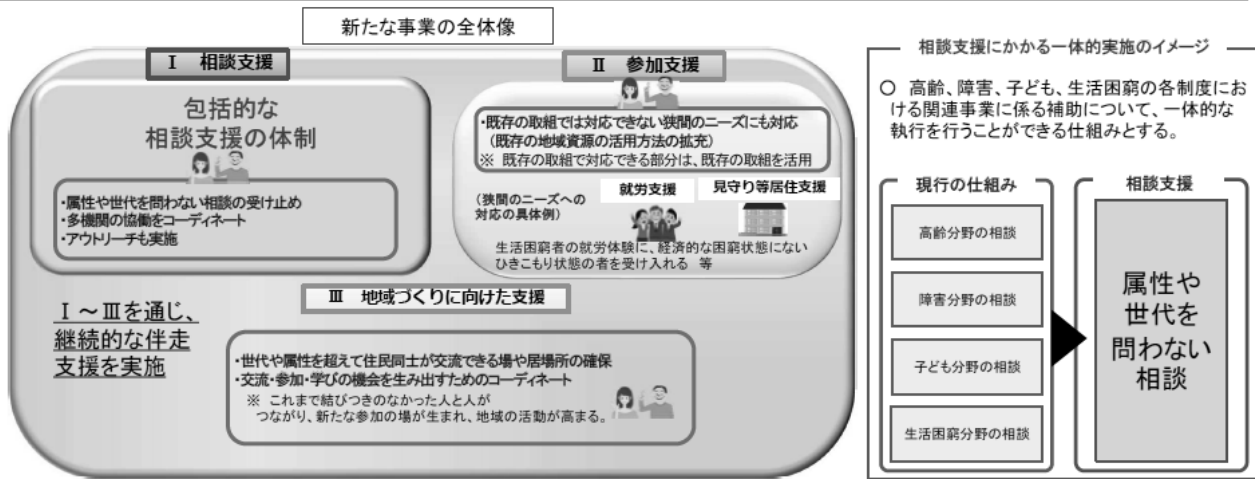 新たな事業の全体像
Ⅰ 相談支援
包括的な
相談支援の体制
・属性や世代を問わない相談の受け止め
・多機関の協働をコーディネート
・アウトリーチも実施
Ⅱ 参加支援
・既存の取組では対応できない狭間のニーズにも対応
(既存の地域資源の活用方法の拡充)
※ 既存の取組で対応できる部分は、既存の取組を活用
(狭間のニーズへの
対応の具体例)
就労支援
見守り等居住支援
生活困窮者の就労体験に、経済的な困窮状態にない
ひきこもり状態の者を受け入れる 等
Ⅲ 地域づくりに向けた支援
Ⅰ～Ⅲを通じ、
継続的な伴走
支援を実施
・世代や属性を超えて住民同士が交流できる場や居場所の確保
・交流・参加・学びの機会を生み出すためのコーディネート
※ これまで結びつきのなかった人と人が
つながり、新たな参加の場が生まれ、地域の活動が高まる。
相談支援にかかる一体的実施のイメージ
○ 高齢、障害、子ども、生活困窮の各制度にお
ける関連事業に係る補助について、一体的な
執行を行うことができる仕組みとする。
現行の仕組み
高齢分野の相談
障害分野の相談
子ども分野の相談
生活困窮分野の相談
相談支援
属性や
世代を
問わない
相談